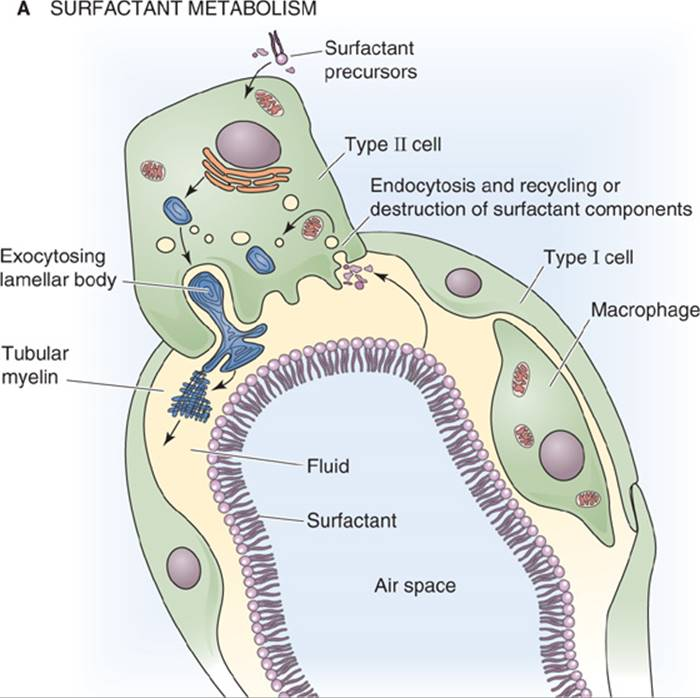 A SURFACTANT METABOLISM
Surfactant
precursors
Type II cell
Endocytosis and recycling or
destruction of surfactant components
Exocytosing
lamellar body
Type I cell
Macrophage
Tubular
myelin
Fluid
Surfactant
Air space